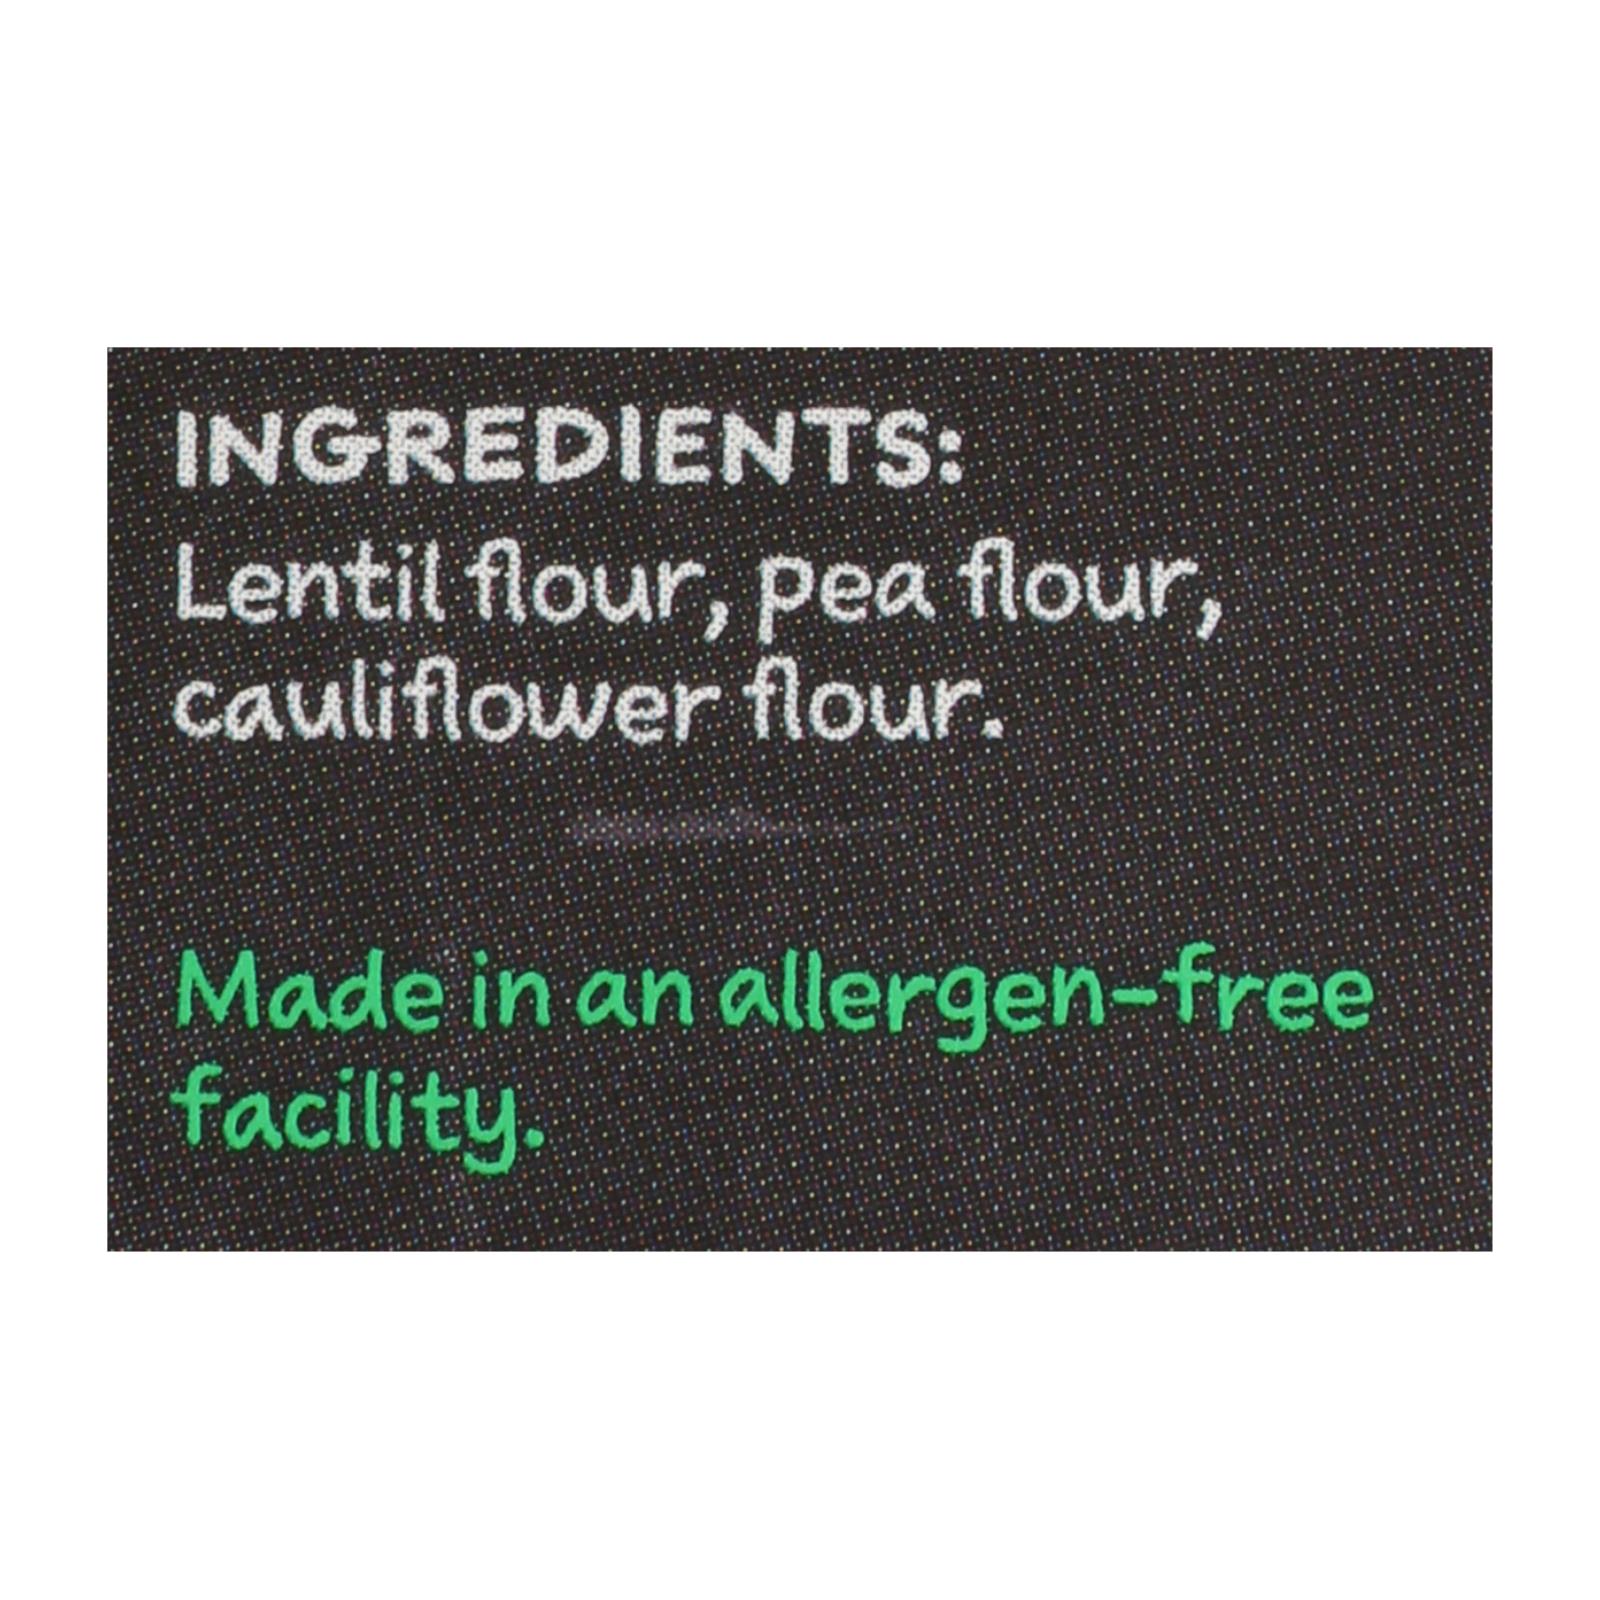 INGREDIENTS:
Lentil flour, pea flour,
cauliflower flour.
Made in an allergen-free
facility.